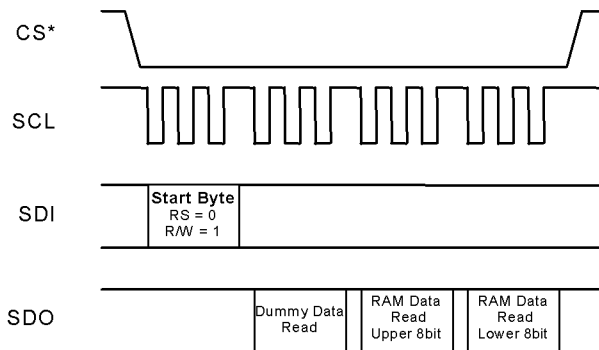 CS*
SCL
SDI
Start Byte
RS = 0
R/W = 1
SDO
Dummy Data
Read
RAM Data
Read
Upper 8bit
RAM Data
Read
Lower 8bit